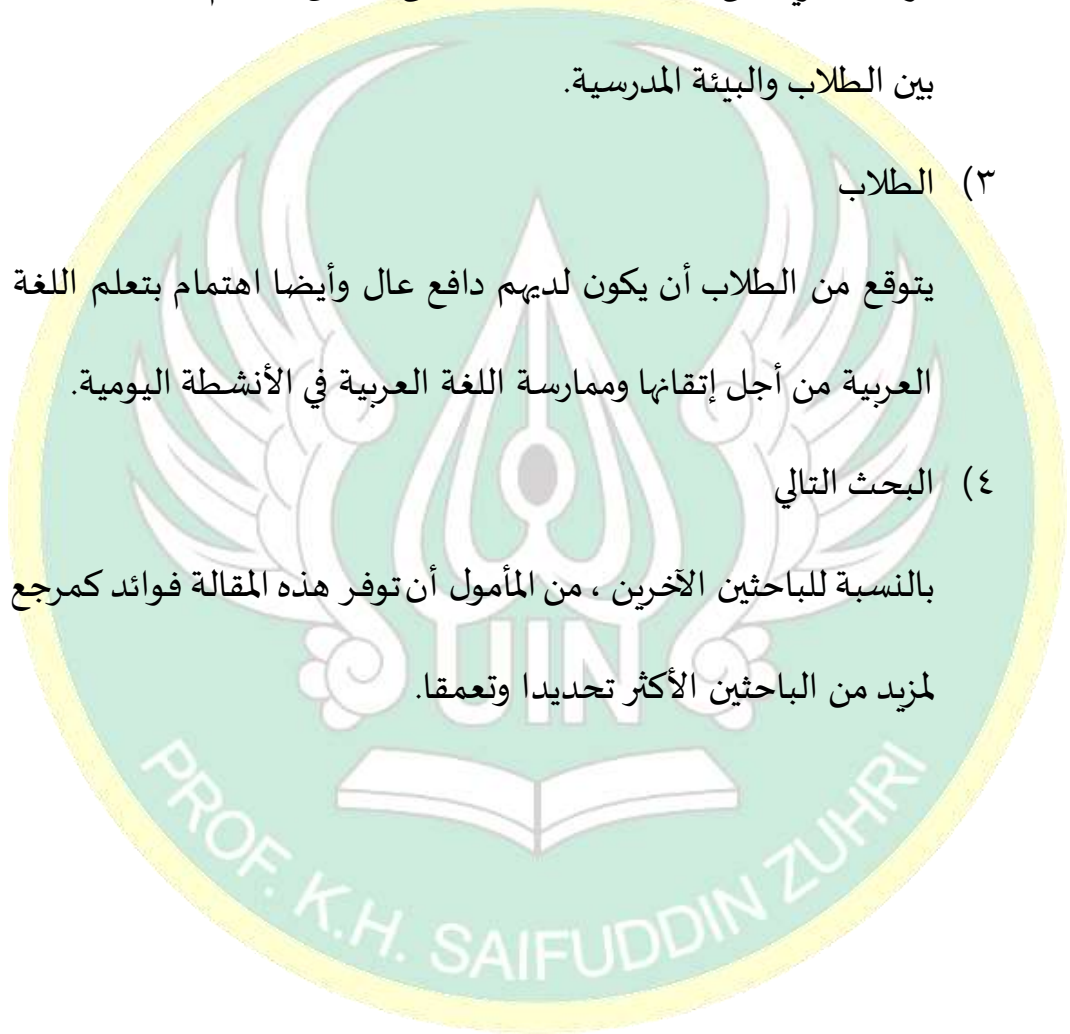 بين الطلاب والبيئة المدرسية.
٣) الطلاب
يتوقع من الطلاب أن يكون لديهم دافع عال وأيضا اهتمام بتعلم اللغة
العربية من أجل إتقانها وممارسة اللغة العربية في الأنشطة اليومية.
٤) البحث التالي
بالنسبة للباحثين الآخرين ، من المأمول أن توفر هذه المقالة فوائد كمرجع
لمزيد من الباحثين الأكثر تحديدا وتعمقا.
UIN
PROF. K.H. SAIFUDDIN ZUHRI